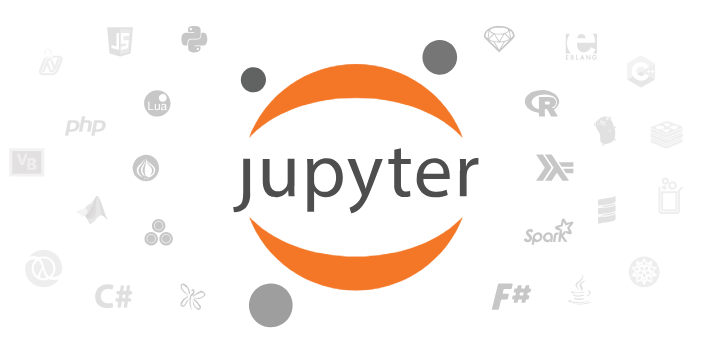 JS
ERLANG
C++
Lua
R
php
VB
jupyter
Spark
C#
F#